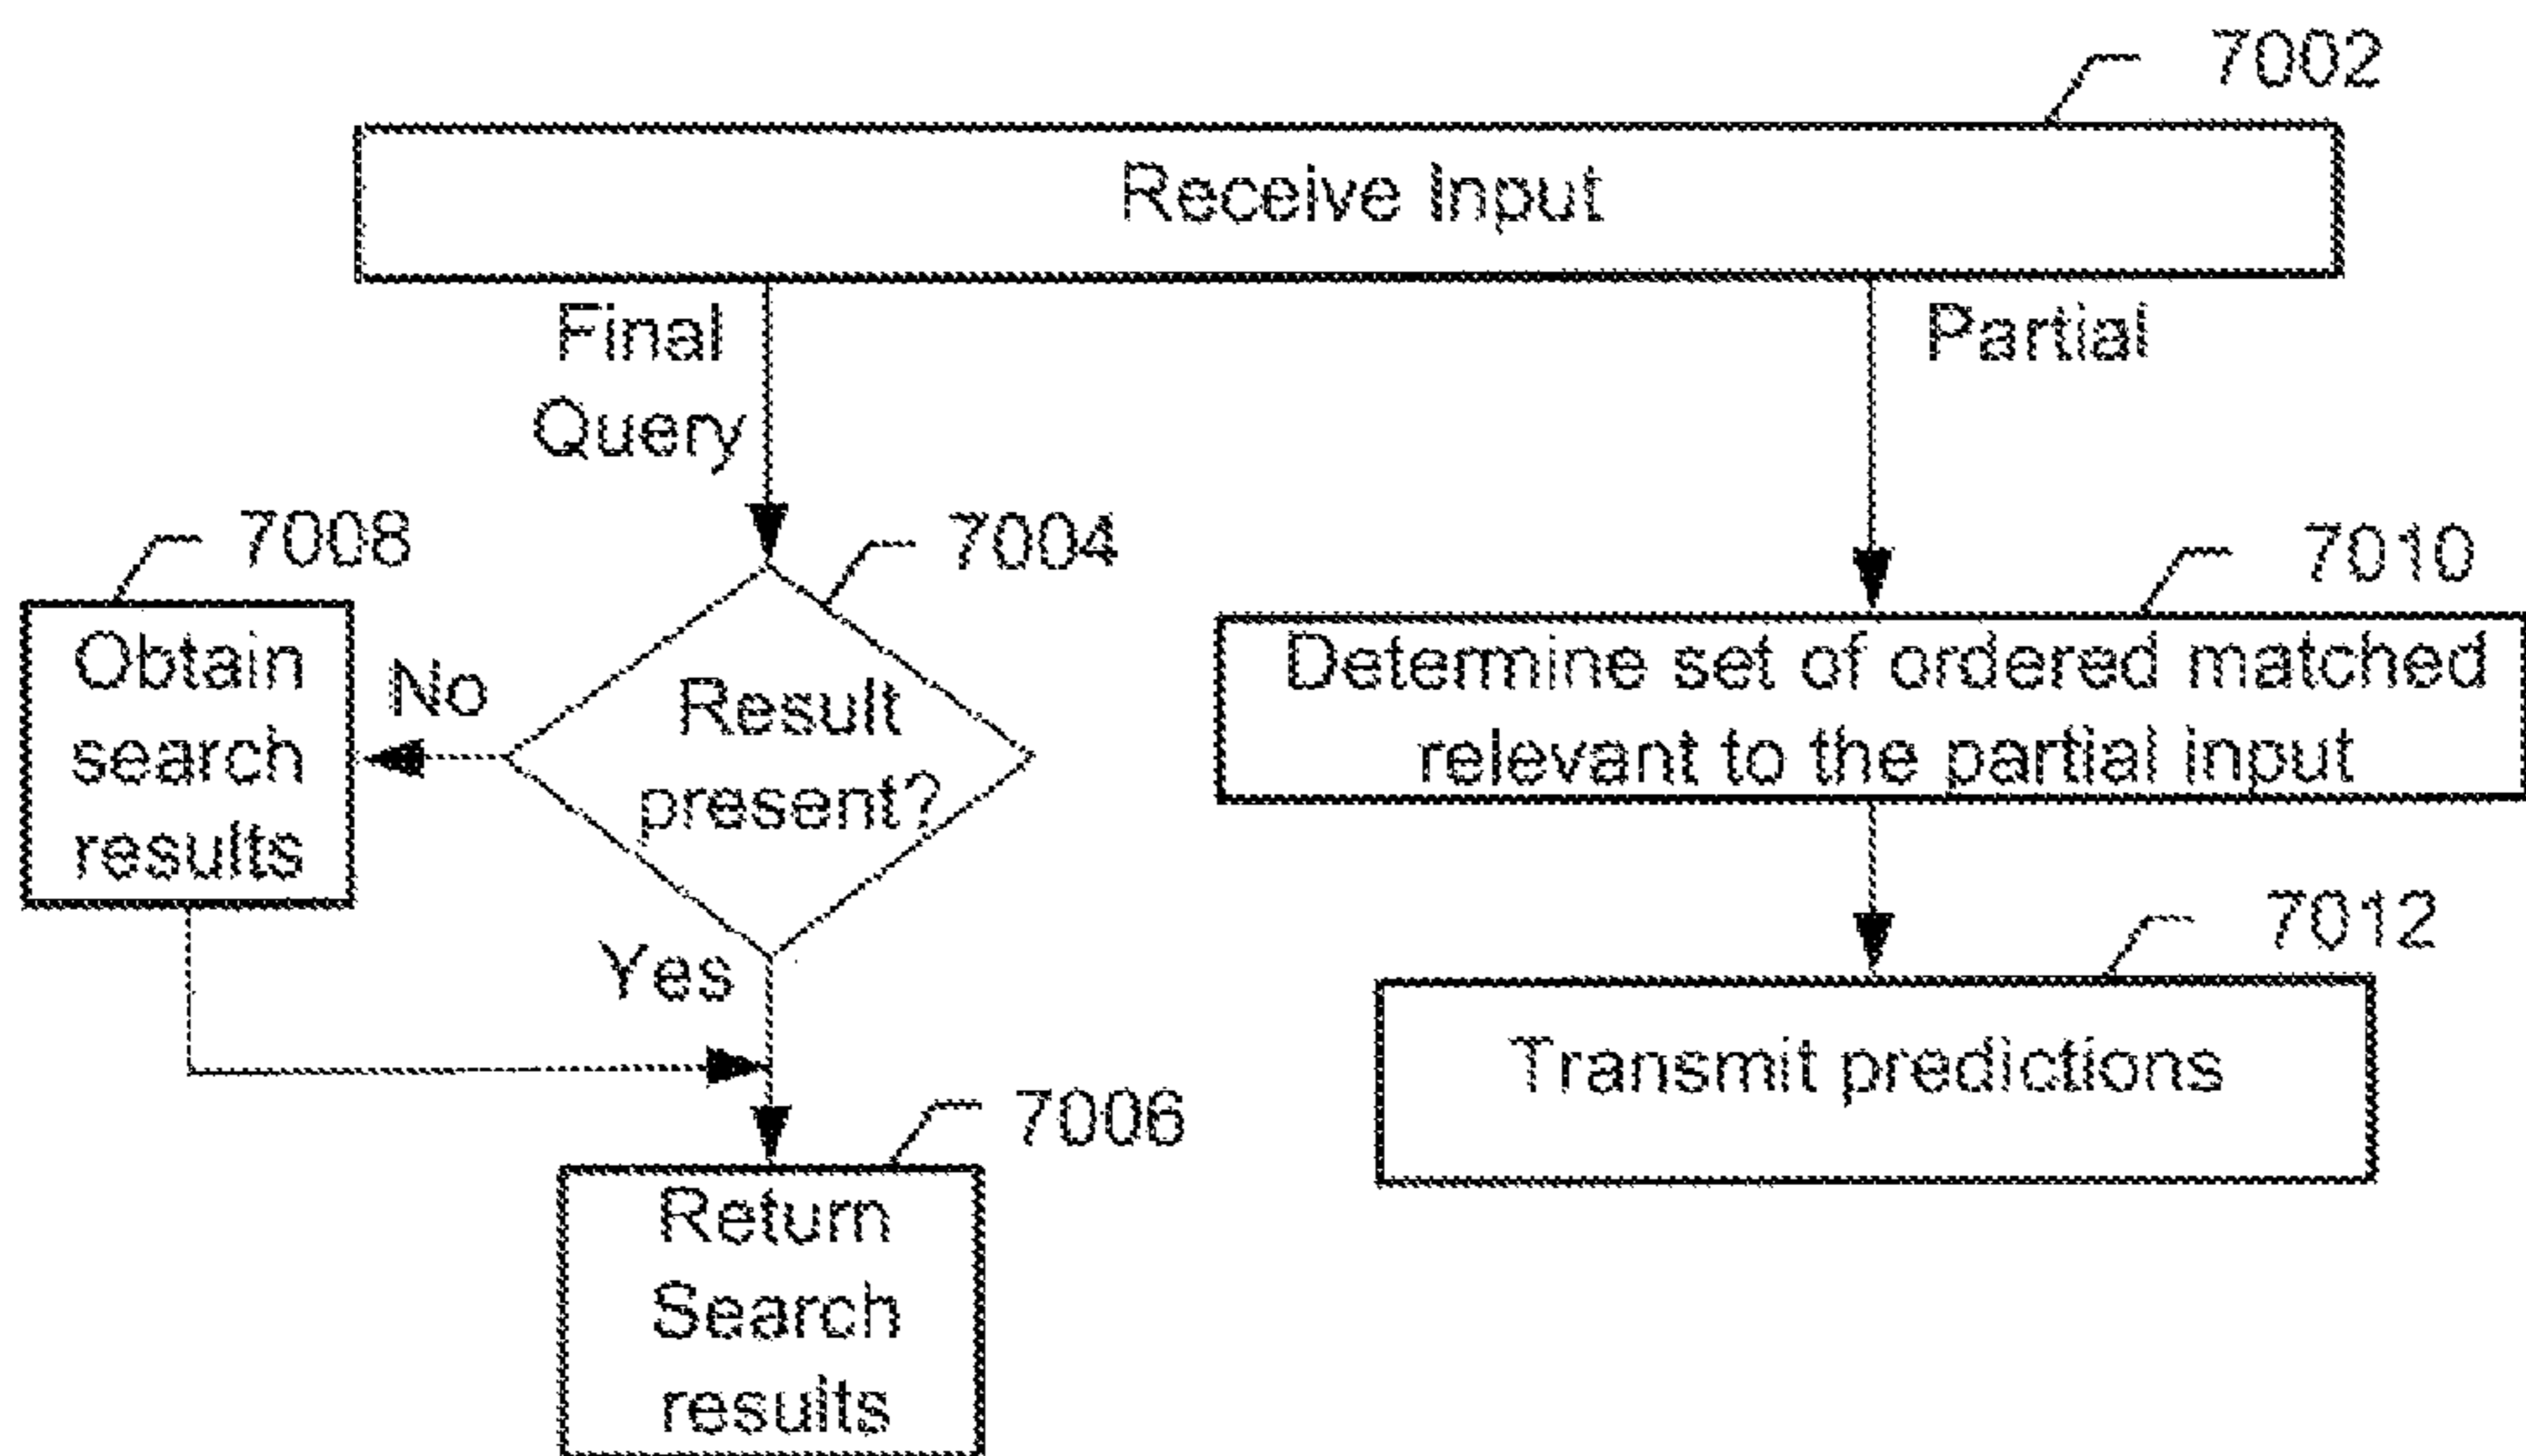 7002
Receive Input
Final
Query
Partial
7008
7004
7010
Obtain
search
results
No
Result
present?
Determine set of ordered matched
relevant to the partial input
Yes
7012
Transmit predictions
7006
Return
Search
results